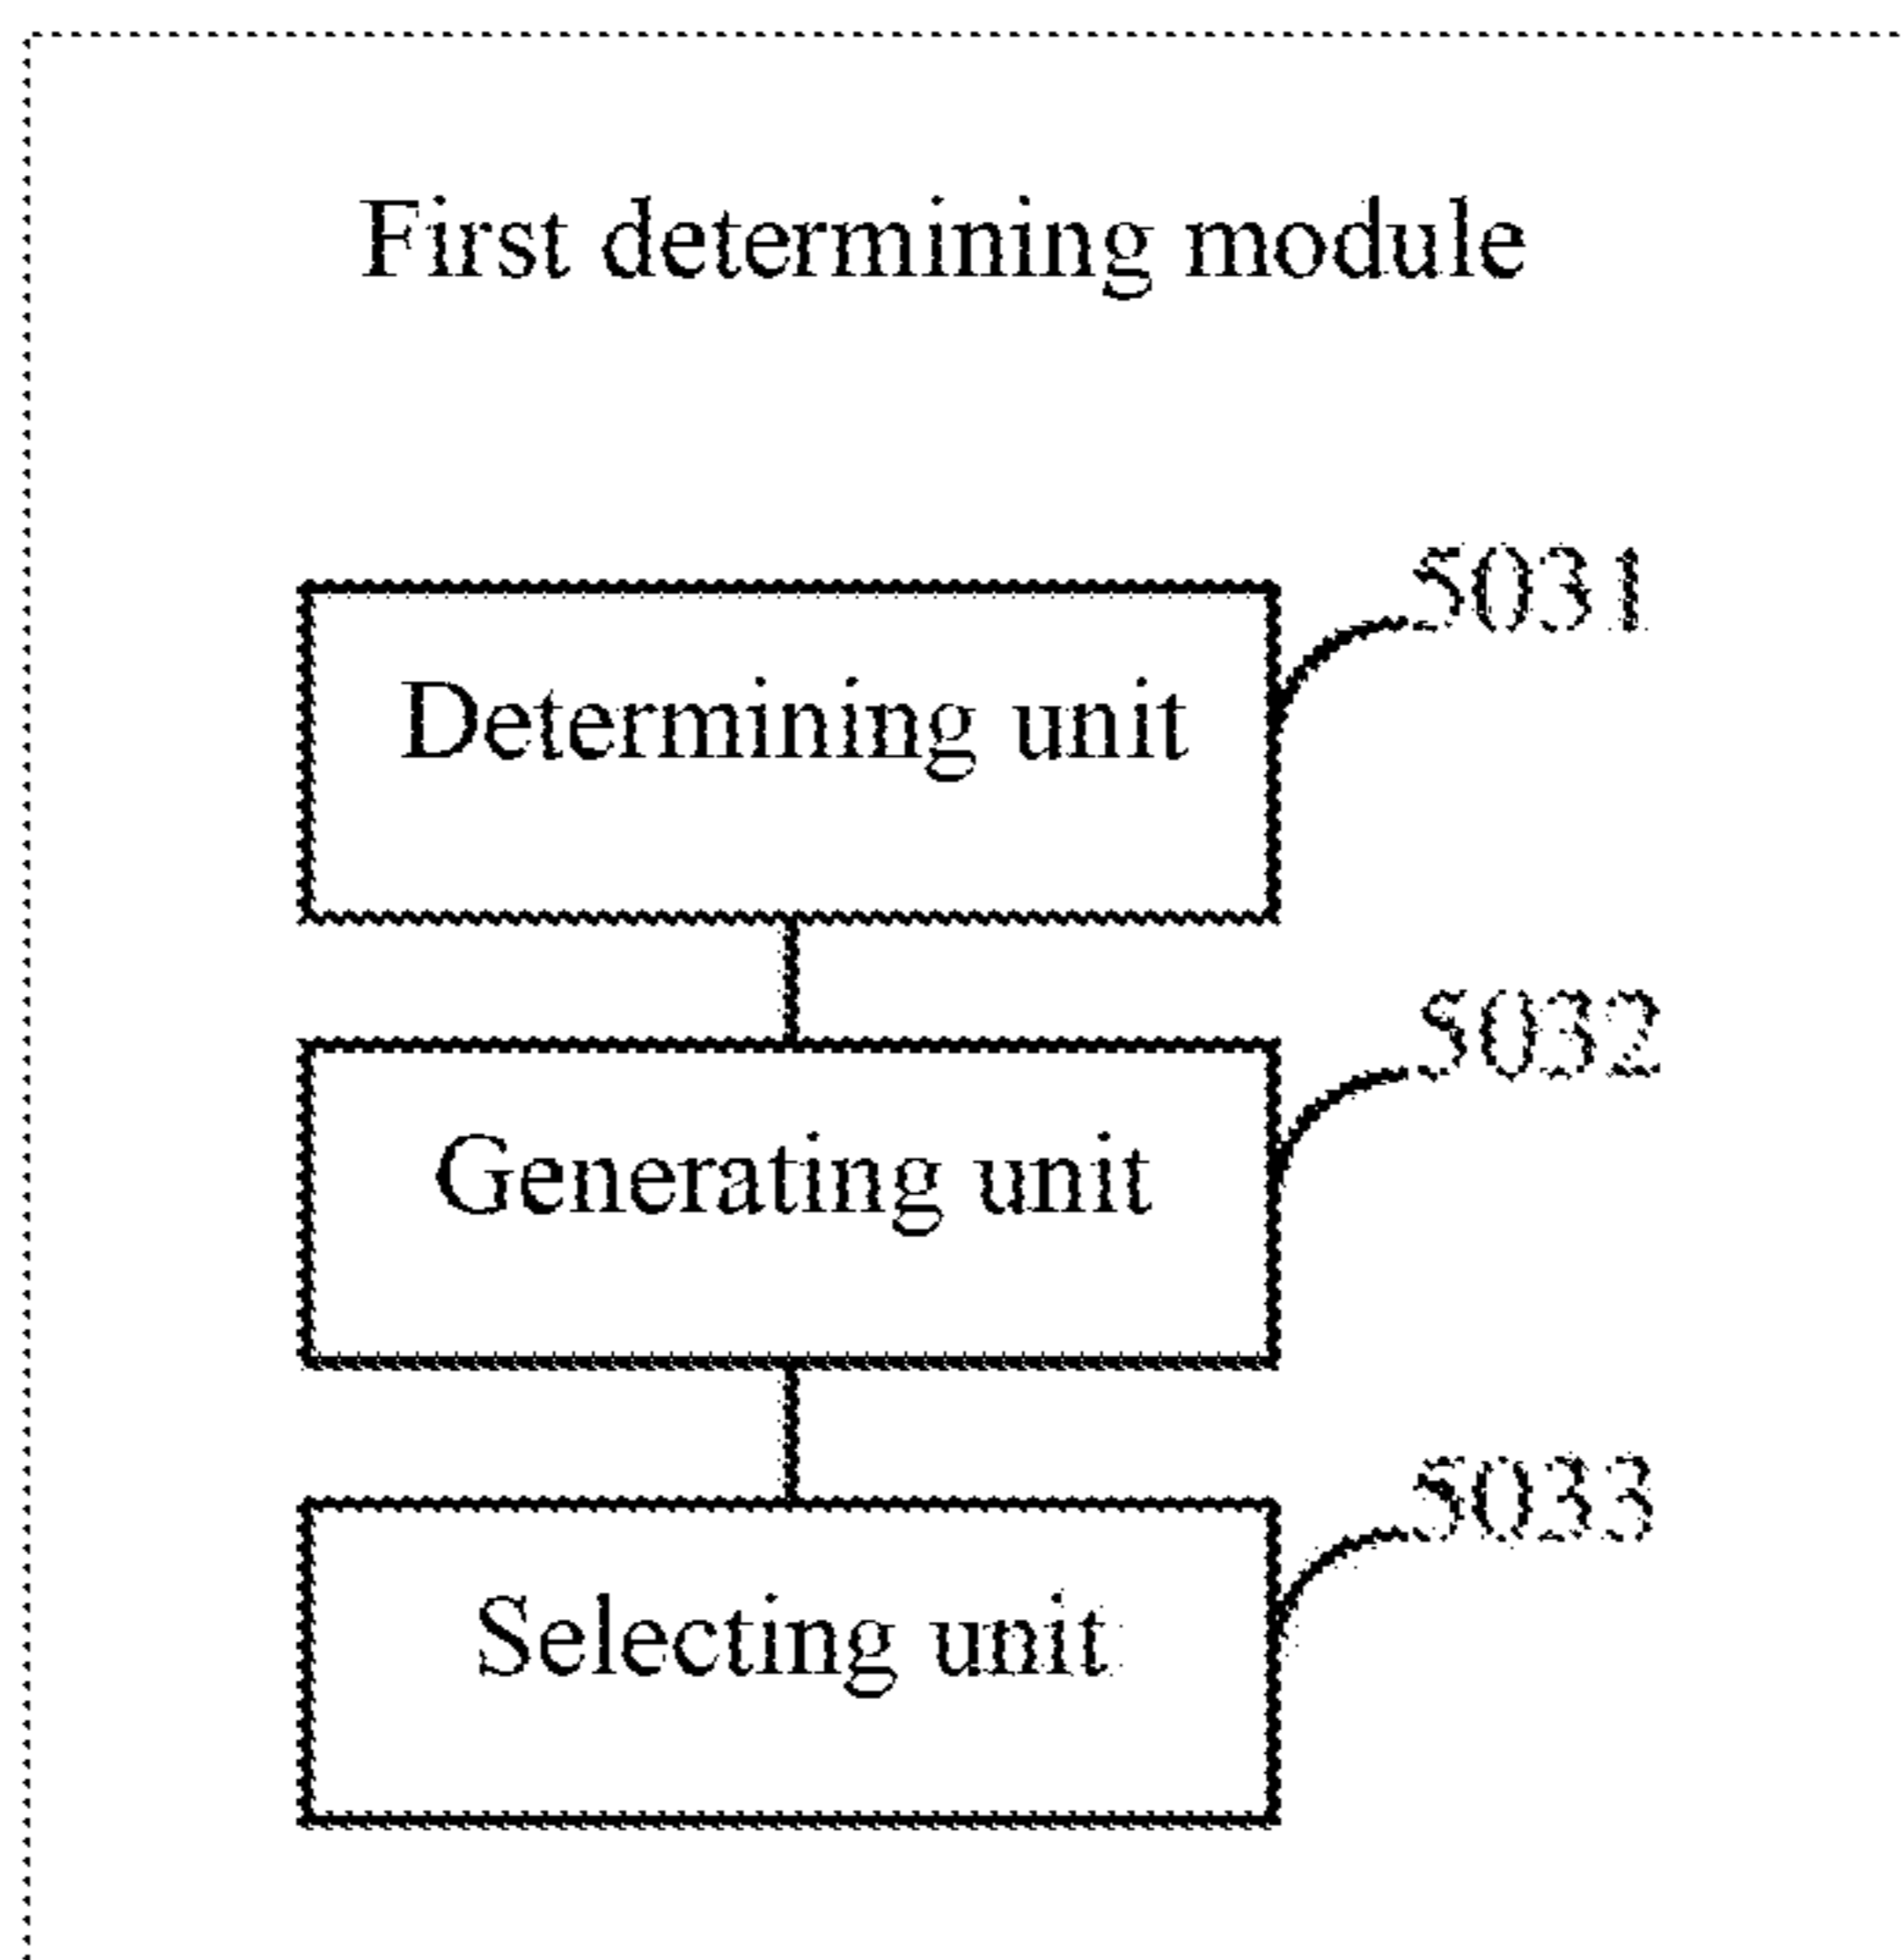 First determining module
5031
Determining unit
5032
Generating unit
5033
Selecting unit